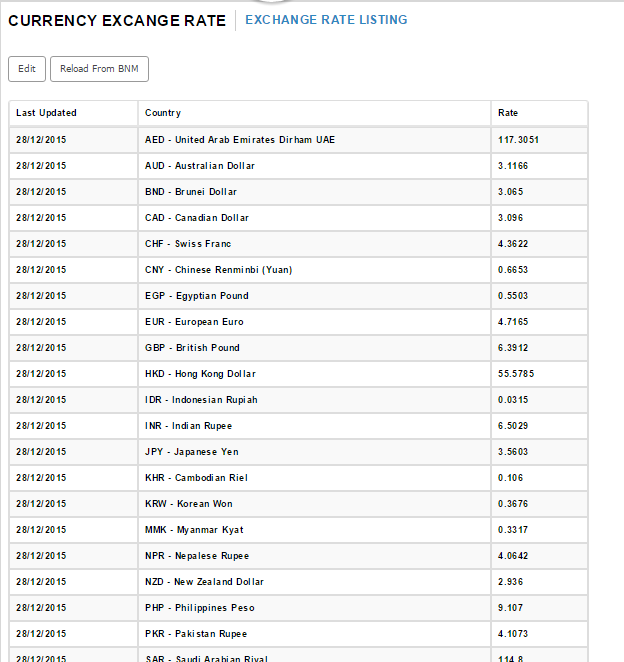 CURRENCY EXCANGE RATE EXCHANGE RATE LISTING
Edit Reload From BNM
Last Updated Country Rate
28/12/2015 AED - United Arab Emirates Dirham UAE 117.3051
28/12/2015 AUD - Australian Dollar 3.1166
28/12/2015 BND - Brunei Dollar 3.065
28/12/2015 CAD - Canadian Dollar 3.096
28/12/2015 CHF - Swiss Franc 4.3622
28/12/2015 CNY - Chinese Renminbi (Yuan) 0.6653
28/12/2015 EGP - Egyptian Pound 0.5503
28/12/2015 EUR - European Euro 4.7165
28/12/2015 GBP - British Pound 6.3912
28/12/2015 HKD - Hong Kong Dollar 55.5785
28/12/2015 IDR - Indonesian Rupiah 0.0315
28/12/2015 INR - Indian Rupee 6.5029
28/12/2015 JPY - Japanese Yen 3.5603
28/12/2015 KHR - Cambodian Riel 0.106
28/12/2015 KRW - Korean Won 0.3676
28/12/2015 MMK - Myanmar Kyat 0.3317
28/12/2015 NPR - Nepalese Rupee 4.0642
28/12/2015 NZD - New Zealand Dollar 2.936
28/12/2015 PHP - Philippines Peso 9.107
28/12/2015 PKR - Pakistan Rupee 4.1073
28/12/2015 SAR - Saudi Arabian Riyal 114.8